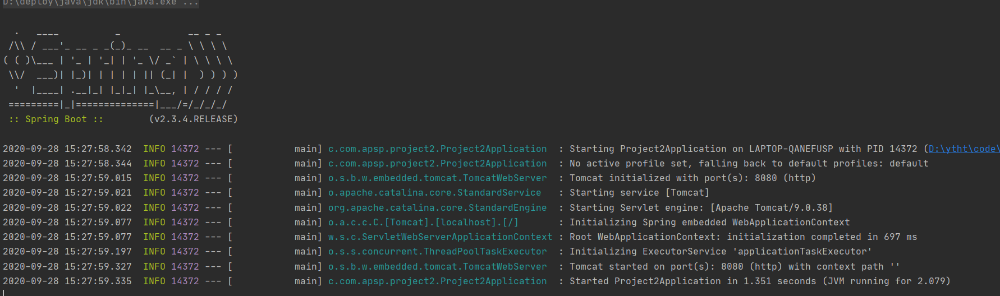 D:\deploy\java\jdk\bin\java.exe ...
  .   ____          _            __ _ _
 /\\ / ___'_ __ _ _(_)_ __  __ _ \ \ \ \
( ( )\___ | '_ | '_| | '_ \/ _` | \ \ \ \
 \\/  ___)| |_)| | | | | || (_| |  ) ) ) )
  '  |____| .__|_| |_|_| |_\__, | / / / /
 =========|_|==============|___/=/_/_/_/
 :: Spring Boot ::        (v2.3.4.RELEASE)
2020-09-28 15:27:58.342  INFO 14372 --- [           main] c.com.apsp.project2.Project2Application  : Starting Project2Application on LAPTOP-QANEFUSP with PID 14372 (D:\ytht\code\
2020-09-28 15:27:58.344  INFO 14372 --- [           main] c.com.apsp.project2.Project2Application  : No active profile set, falling back to default profiles: default
2020-09-28 15:27:59.015  INFO 14372 --- [           main] o.s.b.w.embedded.tomcat.TomcatWebServer  : Tomcat initialized with port(s): 8080 (http)
2020-09-28 15:27:59.021  INFO 14372 --- [           main] o.apache.catalina.core.StandardService   : Starting service [Tomcat]
2020-09-28 15:27:59.022  INFO 14372 --- [           main] org.apache.catalina.core.StandardEngine  : Starting Servlet engine: [Apache Tomcat/9.0.38]
2020-09-28 15:27:59.077  INFO 14372 --- [           main] o.a.c.c.C.[Tomcat].[localhost].[/]       : Initializing Spring embedded WebApplicationContext
2020-09-28 15:27:59.077  INFO 14372 --- [           main] w.s.c.ServletWebServerApplicationContext : Root WebApplicationContext: initialization completed in 697 ms
2020-09-28 15:27:59.197  INFO 14372 --- [           main] o.s.s.concurrent.ThreadPoolTaskExecutor  : Initializing ExecutorService 'applicationTaskExecutor'
2020-09-28 15:27:59.327  INFO 14372 --- [           main] o.s.b.w.embedded.tomcat.TomcatWebServer  : Tomcat started on port(s): 8080 (http) with context path ''
2020-09-28 15:27:59.335  INFO 14372 --- [           main] c.com.apsp.project2.Project2Application  : Started Project2Application in 1.351 seconds (JVM running for 2.079)